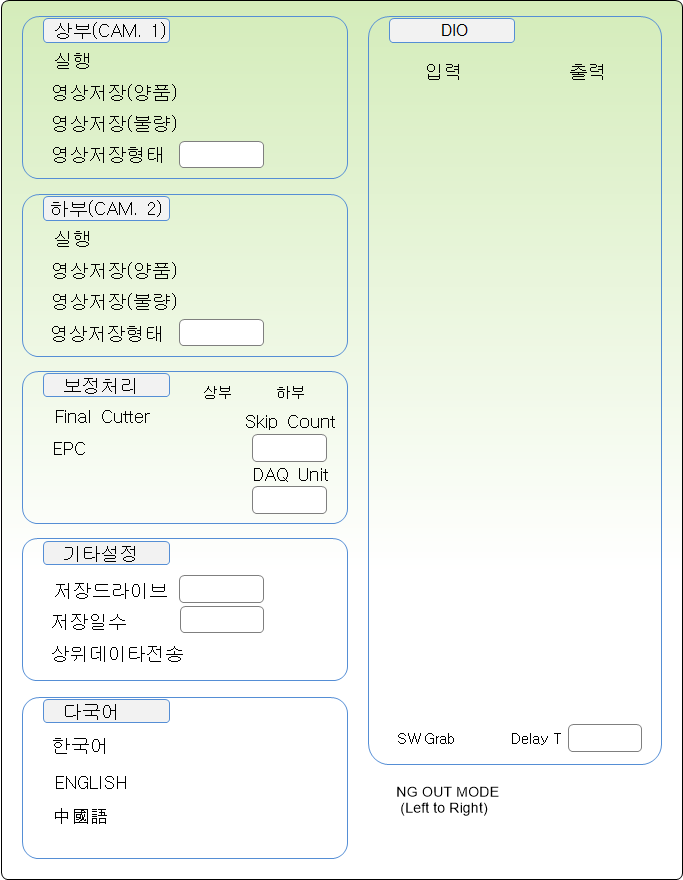 상부(CAM. 1)
실행
영상저장(양품)
영상저장(불량)
영상저장형태
하부(CAM. 2)
실행
영상저장(양품)
영상저장(불량)
영상저장형태
보정처리
상부 하부
Final Cutter
Skip Count
EPC
DAQ Unit
기타설정
저장드라이브
저장일수
상위데이타전송
다국어
한국어
ENGLISH
中國語
DIO
입력 출력
SW Grab Delay T
NG OUT MODE
(Left to Right)